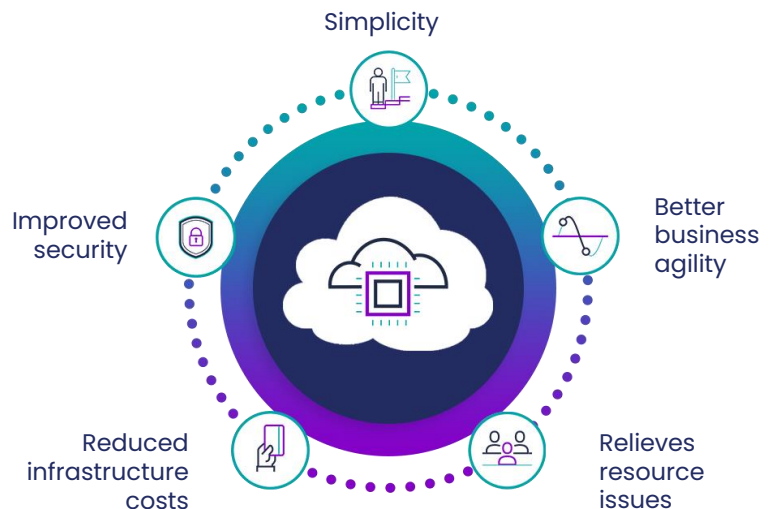 Simplicity
Better
business
agility
Relieves
resource
issues
Reduced
infrastructure
costs
Improved
security